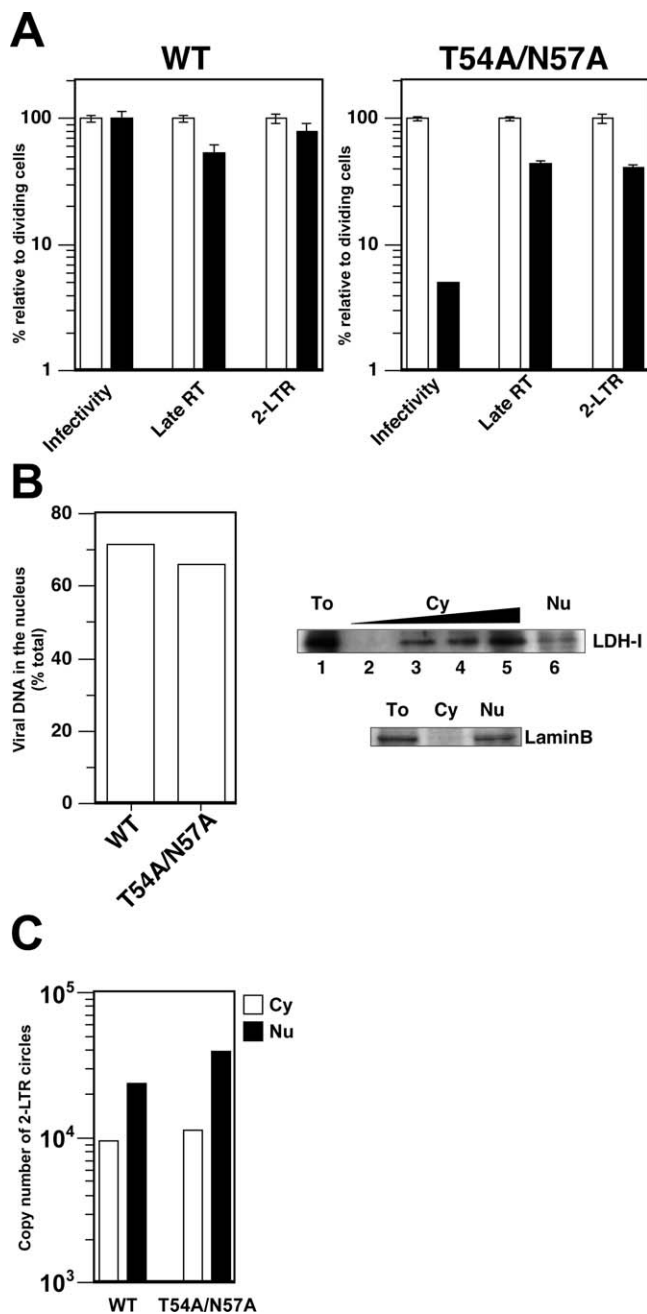 A
WT
T54A/N57A
% relative to dividing cells
100
10
1
Infectivity
Late RT
2-LTR
% relative to dividing cells
100
10
1
Infectivity
Late RT
2-LTR
B
Viral DNA in the nucleus
(% total)
80
60
40
20
0
WT
T54A/N57A
To Cy Nu
LDH-I
1 2 3 4 5 6
To Cy Nu
LaminB
C
Copy number of 2-LTR circles
10⁵
10⁴
10³
Cy
Nu
WT T54A/N57A